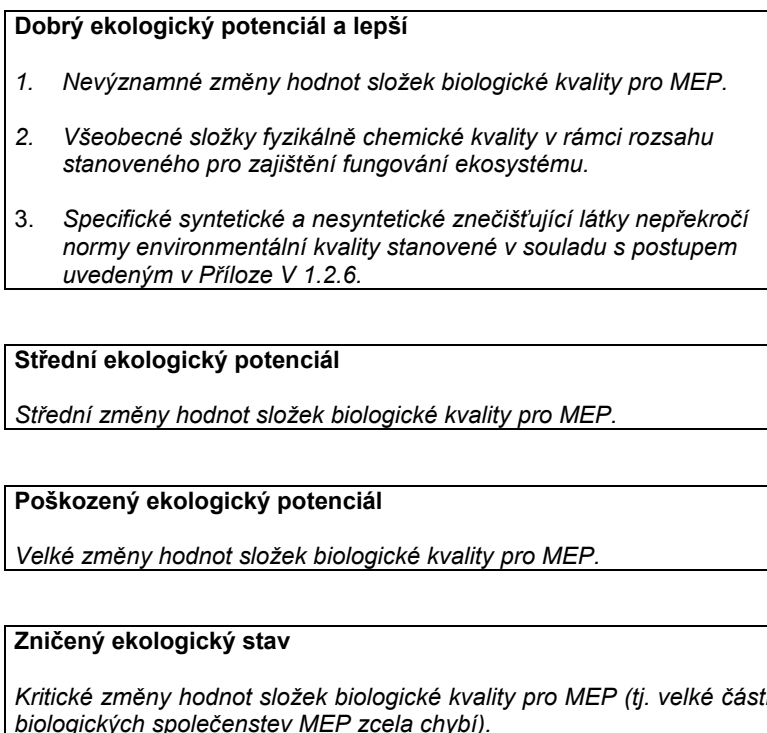 Dobrý ekologický potenciál a lepší
1. Nevýznamné změny hodnot složek biologické kvality pro MEP.
2. Všeobecné složky fyzikálně chemické kvality v rámci rozsahu
stanoveného pro zajištění fungování ekosystému.
3. Specifické syntetické a nesyntetické znečišťující látky nepřekročí
normy environmentální kvality stanovené v souladu s postupem
uvedeným v Příloze V 1.2.6.
Střední ekologický potenciál
Střední změny hodnot složek biologické kvality pro MEP.
Poškozený ekologický potenciál
Velké změny hodnot složek biologické kvality pro MEP.
Zničený ekologický stav
Kritické změny hodnot složek biologické kvality pro MEP (tj. velké části
biologických společenstev MEP zcela chybí).